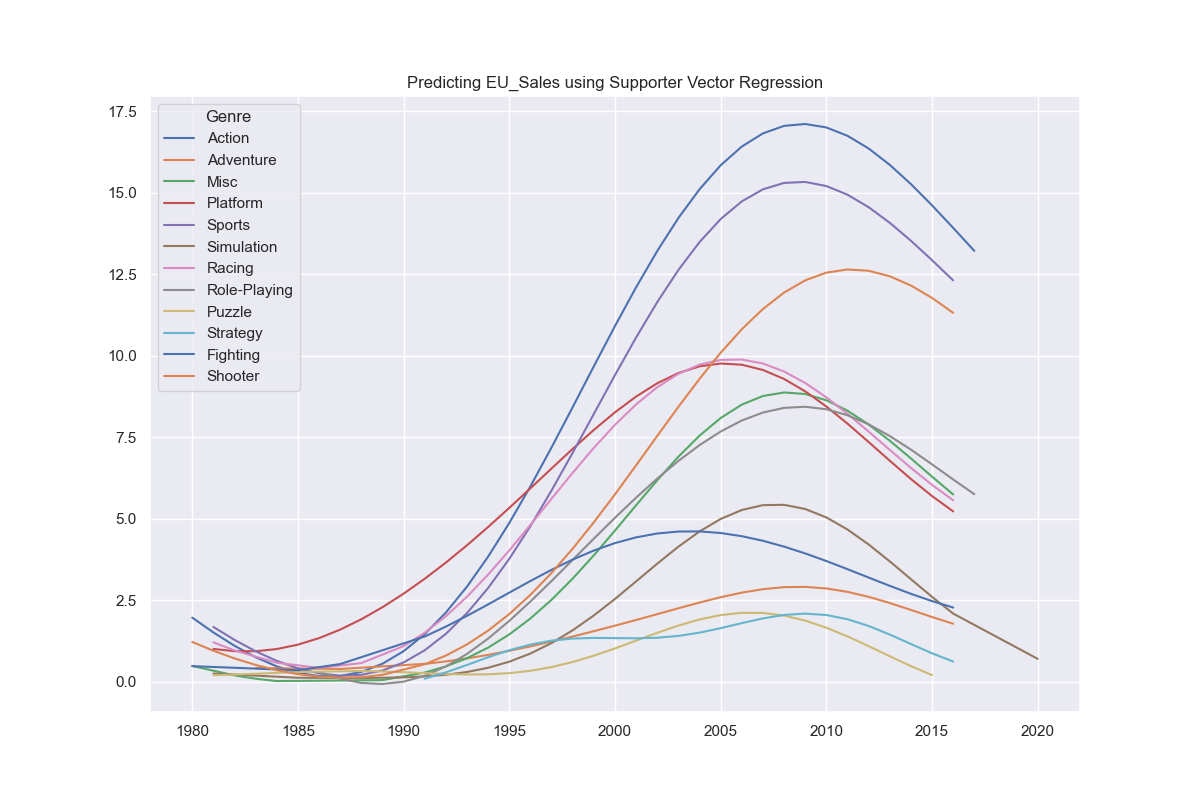 Predicting EU_Sales using Supporter Vector Regression
17.5
15.0
12.5
10.0
7.5
5.0
2.5
0.0
Genre
Action
Adventure
Misc
Platform
Sports
Simulation
Racing
Role-Playing
Puzzle
Strategy
Fighting
Shooter
1980 1985 1990 1995 2000 2005 2010 2015 2020